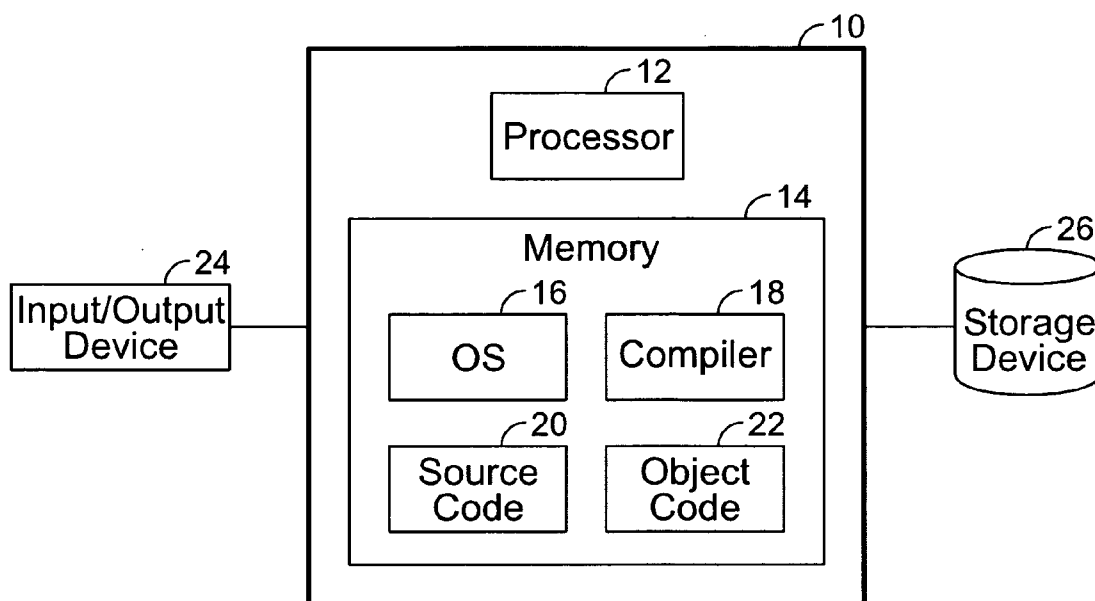 10
12
Processor
14
Memory
24
Input/Output
Device
16
OS
18
Compiler
26
Storage
Device
20
Source
Code
22
Object
Code